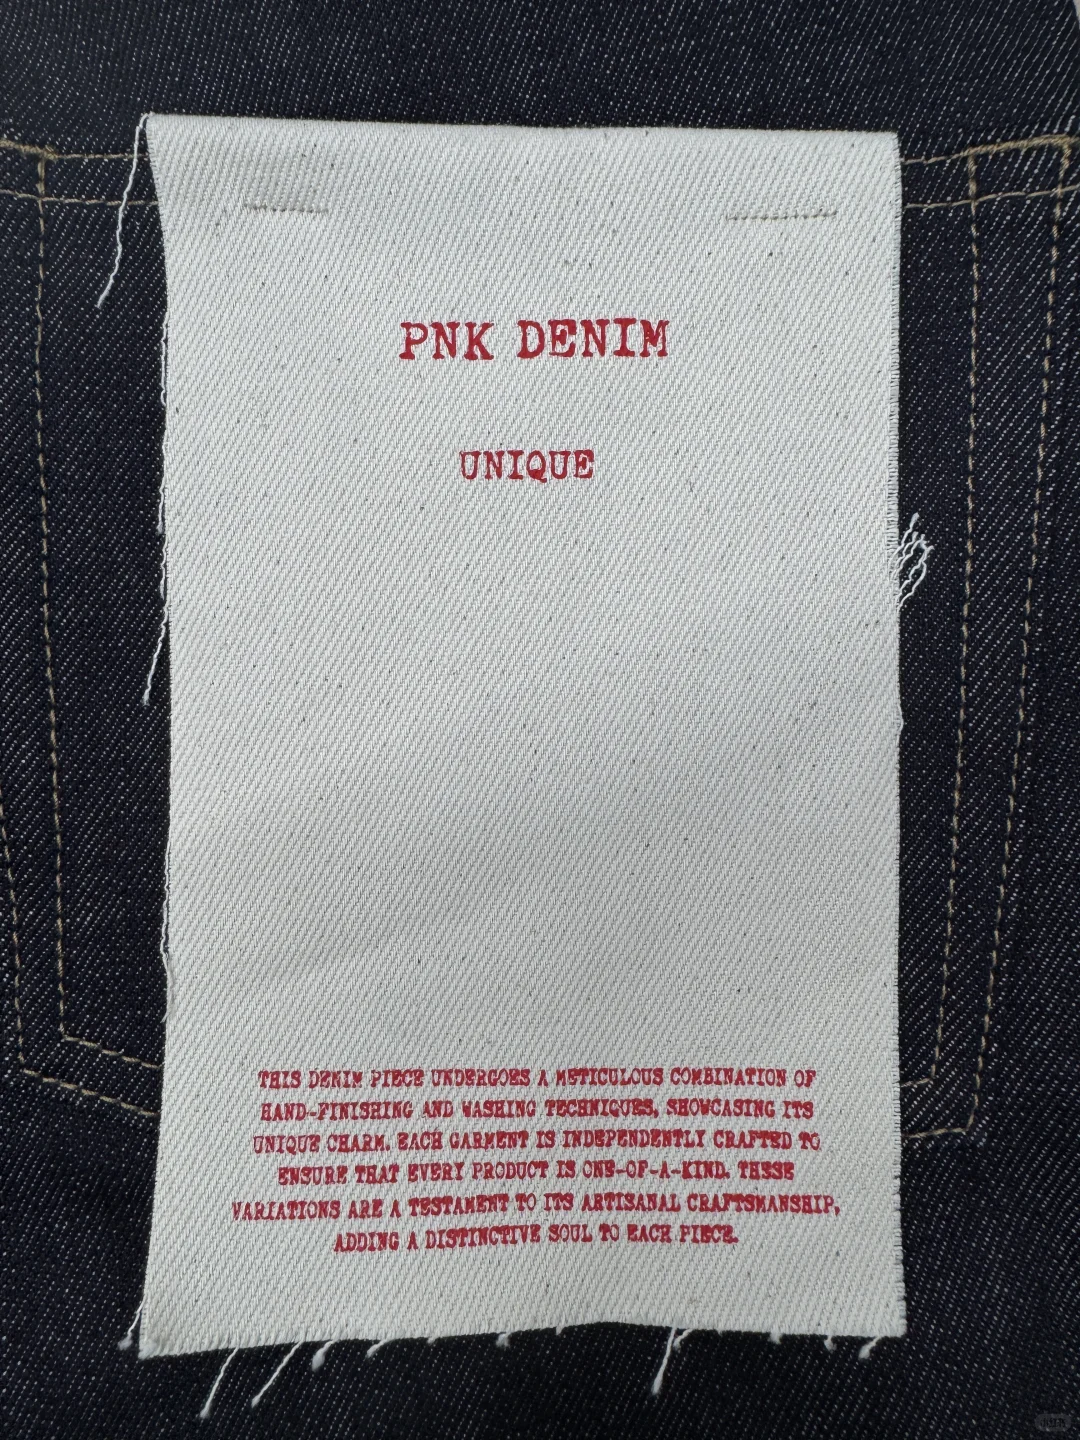 PNK DENIM
UNIQUE
THIS DENIM PIECE UNDERGOES A METICULOUS COMBINATION OF
HAND-FINISHING AND WASHING TECHNIQUES, SHOWCASING ITS
UNIQUE CHARM. EACH GARMENT IS INDEPENDENTLY CRAFTED TO
ENSURE THAT EVERY PRODUCT IS ONE-OF-A-KIND. THESE
VARIATIONS ARE A TESTAMENT TO ITS ARTISANAL CRAFTSMANSHIP,
ADDING A DISTINCTIVE SOUL TO EACH PIECE.